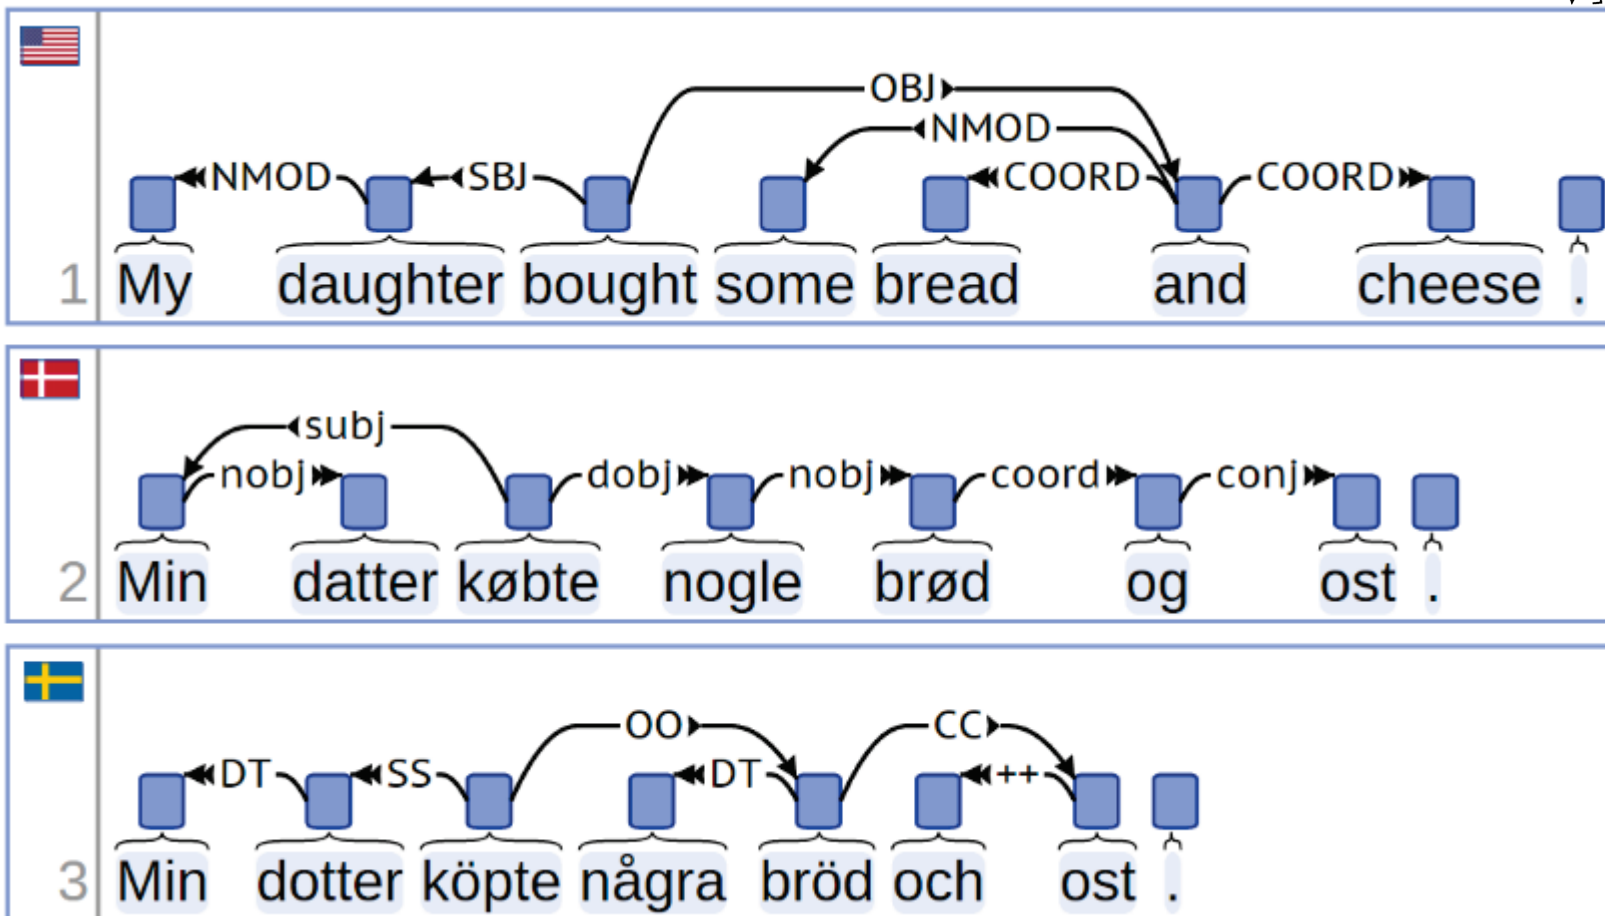 OBJ
NMOD
NMOD SBJ COORD COORD
1 My daughter bought some bread and cheese .
subj
nobj dobj nobj coord conj
2 Min datter købte nogle brød og ost .
OO CC
DT SS DT ++
3 Min dotter köpte några bröd och ost .